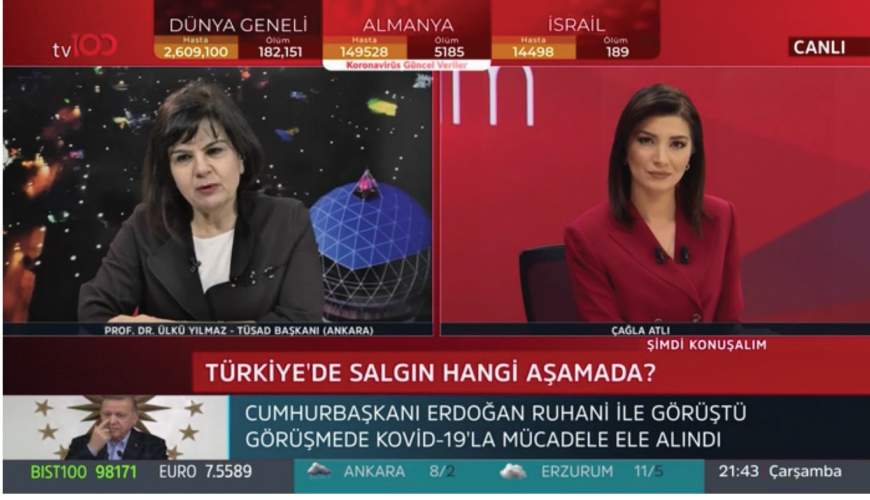 DÜNYA GENELİ
Hasta Ölüm
2,609,100 182,151
ALMANYA
Hasta Ölüm
149528 5185
İSRAİL
Hasta Ölüm
14498 189
Koronavirüs Güncel Veriler
tv100
CANLI
PROF. DR. ÜLKÜ YILMAZ - TÜSAD BAŞKANI (ANKARA)
ÇAĞLA ATLI
ŞİMDİ KONUŞALIM
TÜRKİYE'DE SALGIN HANGİ AŞAMADA?
CUMHURBAŞKANI ERDOĞAN RUHANİ İLE GÖRÜŞTÜ
GÖRÜŞMEDE KOVİD-19'LA MÜCADELE ELE ALINDI
BIST100 98171 EURO 7.5589 ANKARA 8/2 ERZURUM 11/5 21:43 Çarşamba